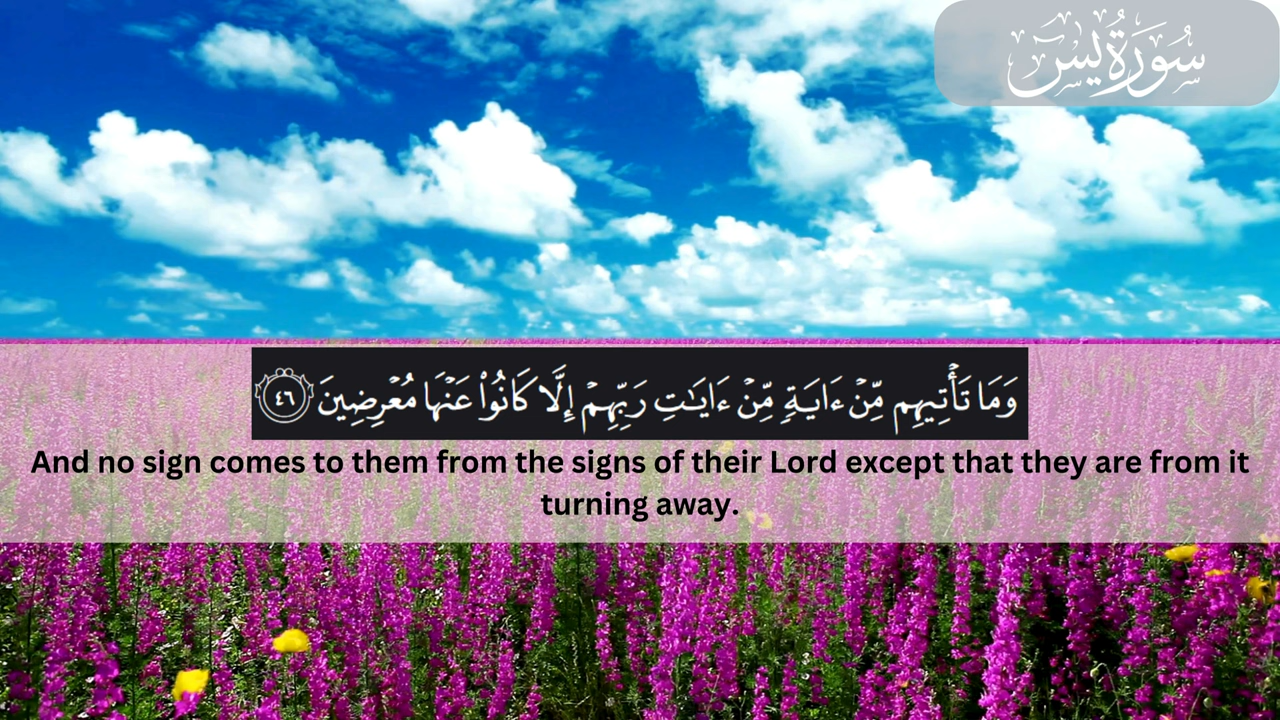 سُورَةُ يسٓ
وَمَا تَأْتِيهِم مِّنْ ءَايَةٍ مِّنْ ءَايَـٰتِ رَبِّهِمْ إِلَّا كَانُوا۟ عَنْهَا مُعْرِضِينَ ٤٦
And no sign comes to them from the signs of their Lord except that they are from it
turning away.